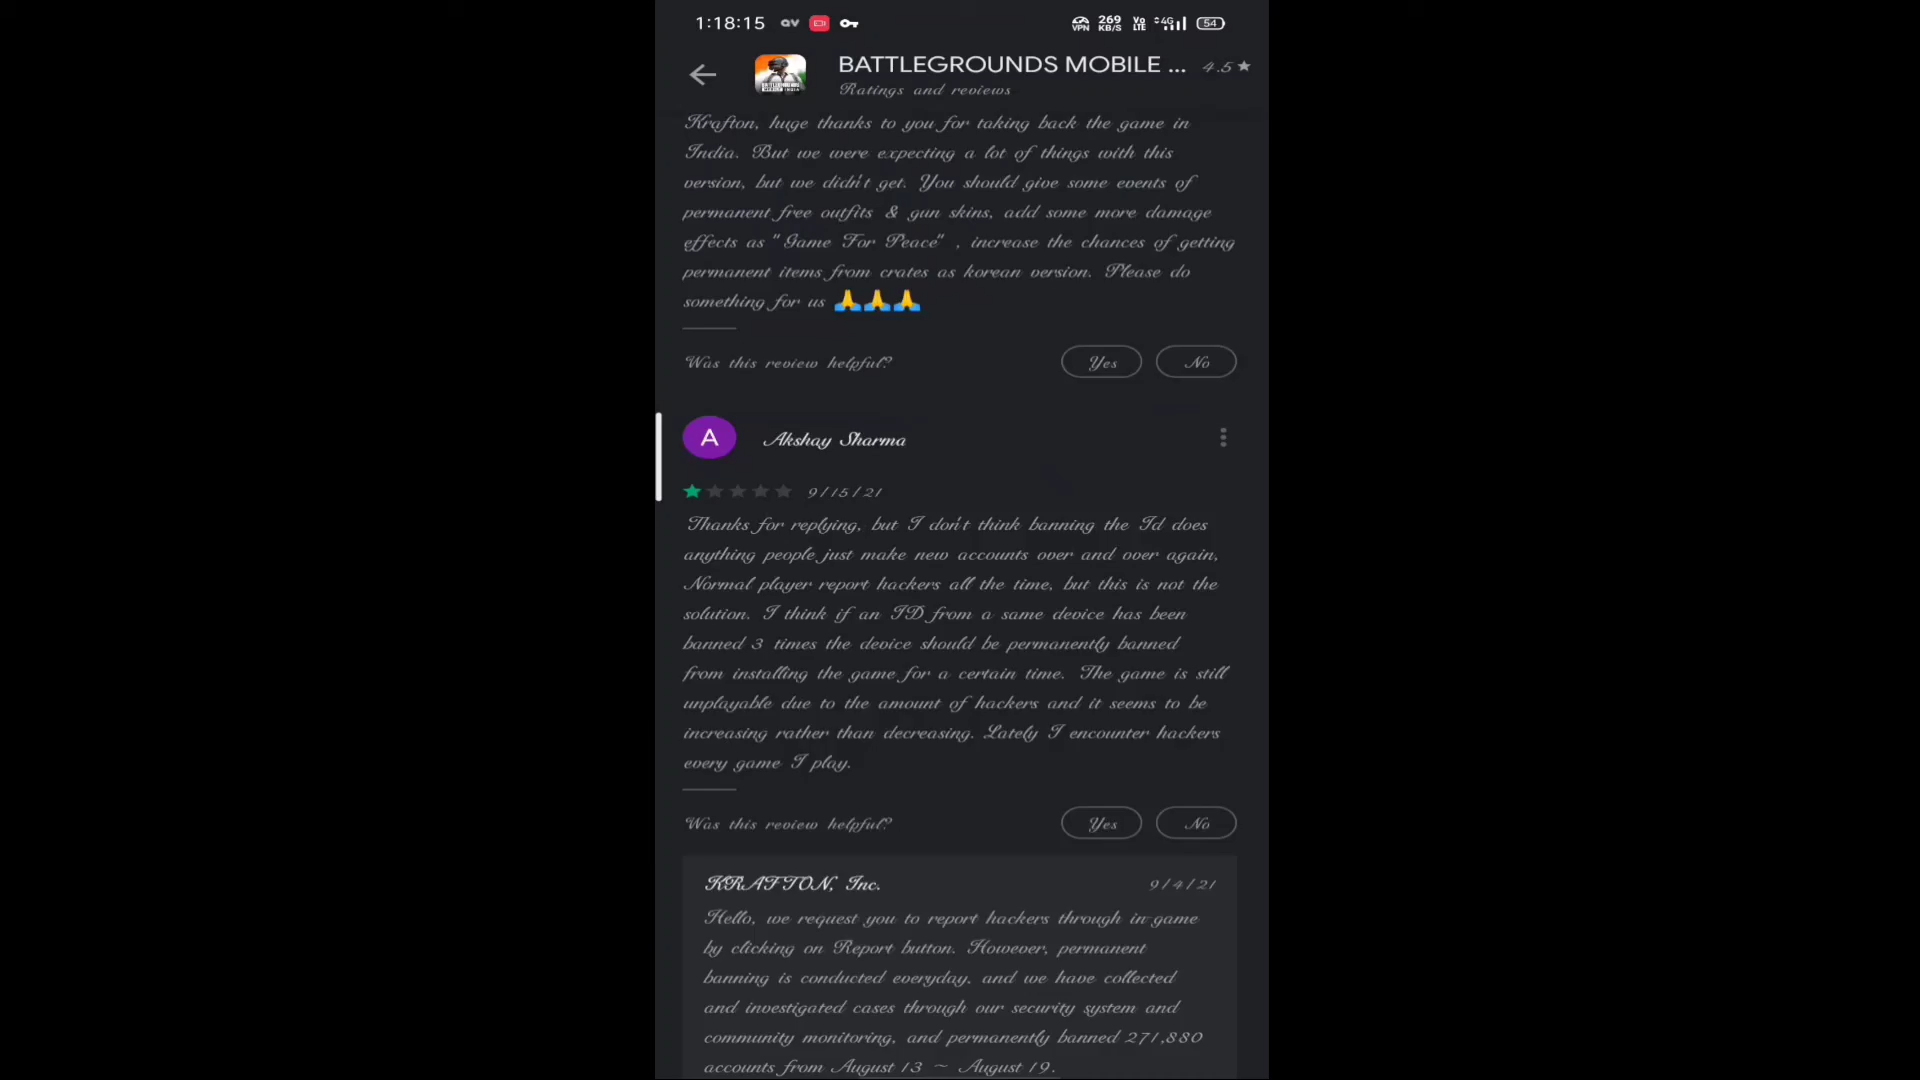 1:18:15
VPN 269 KB/S Vo LTE 4G 54
BATTLEGROUNDS MOBILE ... 4.5 ★
Ratings and reviews
Krafton, huge thanks to you for taking back the game in
India. But we were expecting a lot of things with this
version, but we didn't get. You should give some events of
permanent free outfits & gun skins, add some more damage
effects as "Game For Peace" , increase the chances of getting
permanent items from crates as korean version. Please do
something for us 🙏🙏🙏
Was this review helpful? Yes No
A Akshay Sharma
9/15/21
Thanks for replying, but I don't think banning the Id does
anything people just make new accounts over and over again,
Normal player report hackers all the time, but this is not the
solution. I think if an ID from a same device has been
banned 3 times the device should be permanently banned
from installing the game for a certain time. The game is still
unplayable due to the amount of hackers and it seems to be
increasing rather than decreasing. Lately I encounter hackers
every game I play.
Was this review helpful? Yes No
KRAFTON, Inc. 9/4/21
Hello, we request you to report hackers through in-game
by clicking on Report button. However, permanent
banning is conducted everyday, and we have collected
and investigated cases through our security system and
community monitoring, and permanently banned 271,880
accounts from August 13 ~ August 19.